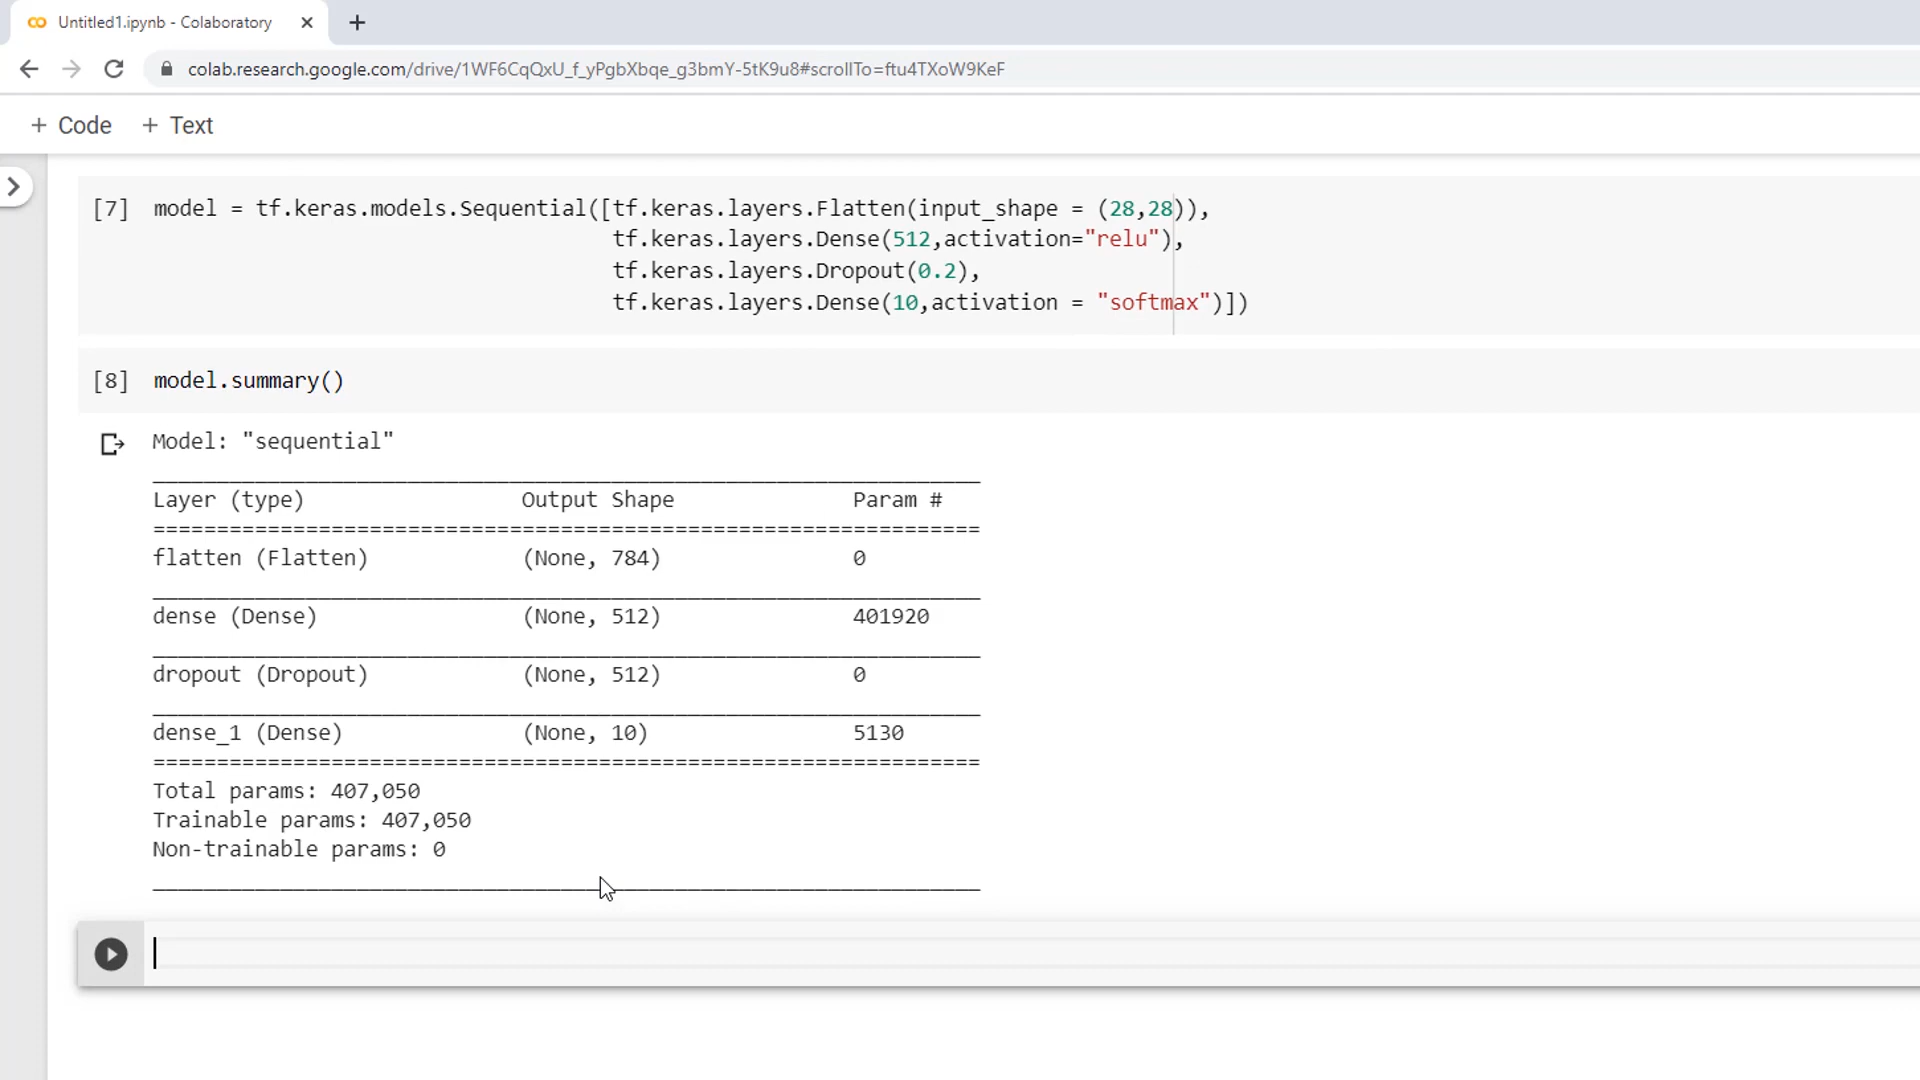 Untitled1.ipynb - Colaboratory
colab.research.google.com/drive/1WF6CqQxU_f_yPgbXbqe_g3bmY-5tK9u8#scrollTo=ftu4TXoW9KeF
+ Code + Text
[7] model = tf.keras.models.Sequential([tf.keras.layers.Flatten(input_shape = (28,28)),
tf.keras.layers.Dense(512,activation="relu"),
tf.keras.layers.Dropout(0.2),
tf.keras.layers.Dense(10,activation = "softmax")])
[8] model.summary()
Model: "sequential"
Layer (type) Output Shape Param #
=================================================================
flatten (Flatten) (None, 784) 0
dense (Dense) (None, 512) 401920
dropout (Dropout) (None, 512) 0
dense_1 (Dense) (None, 10) 5130
=================================================================
Total params: 407,050
Trainable params: 407,050
Non-trainable params: 0